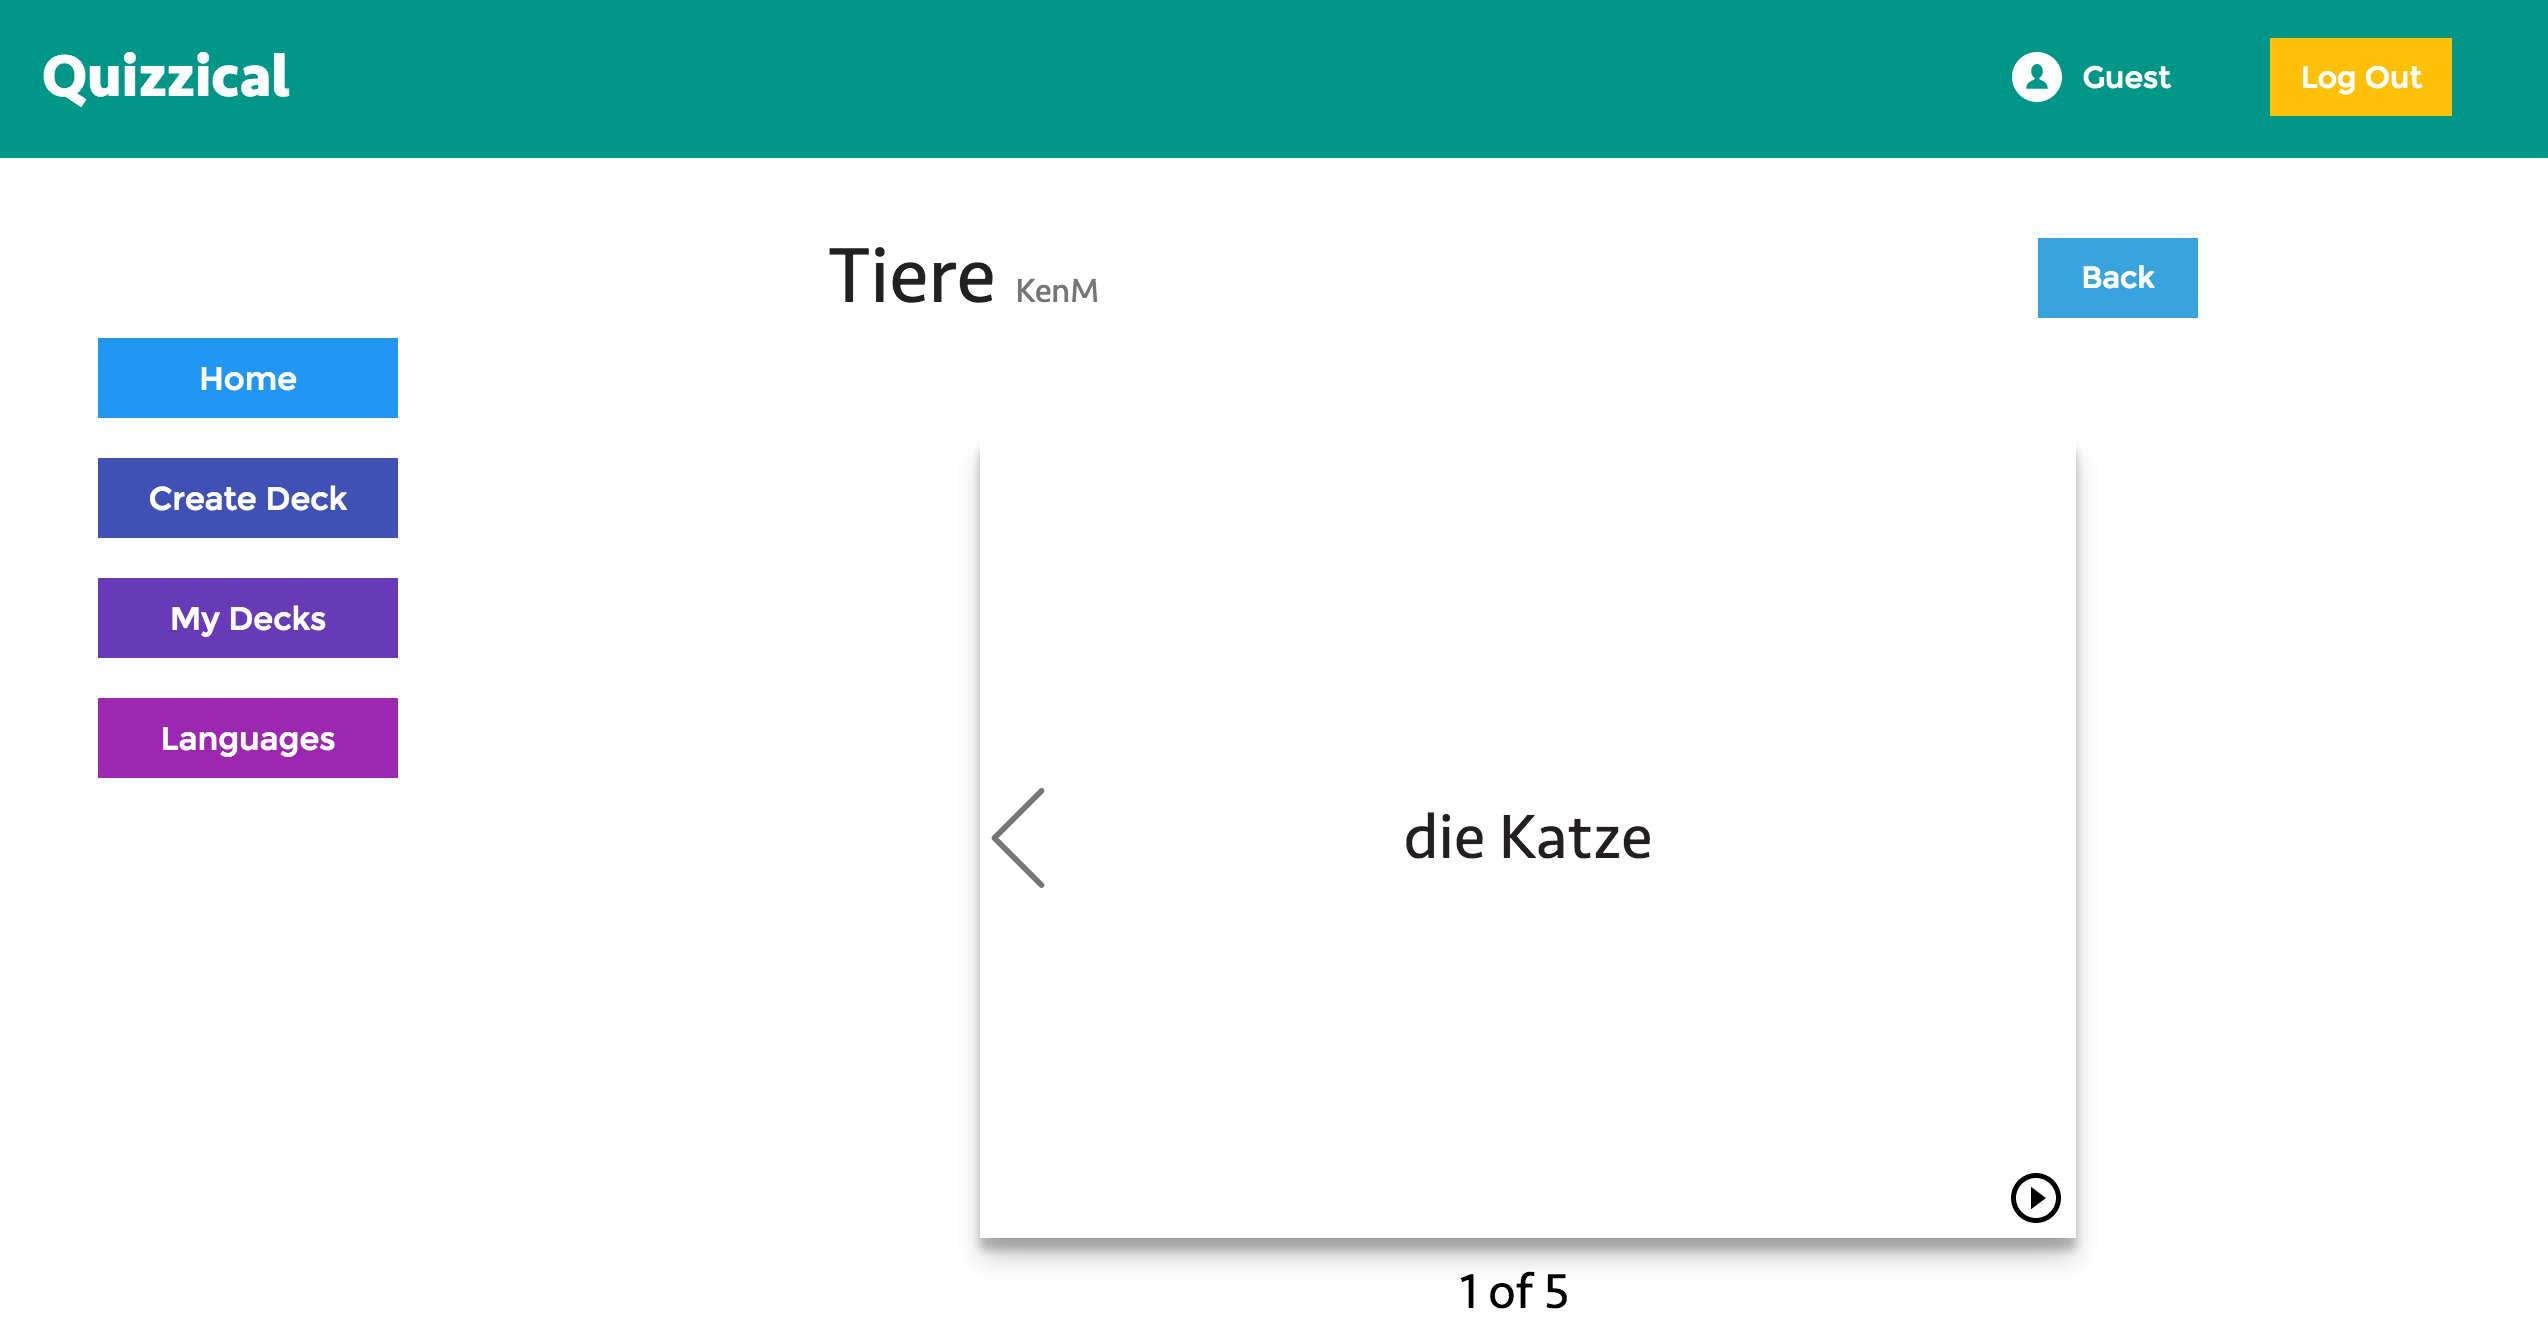 Quizzical
Guest
Log Out
Tiere KenM
Back
Home
Create Deck
My Decks
Languages
die Katze
1 of 5